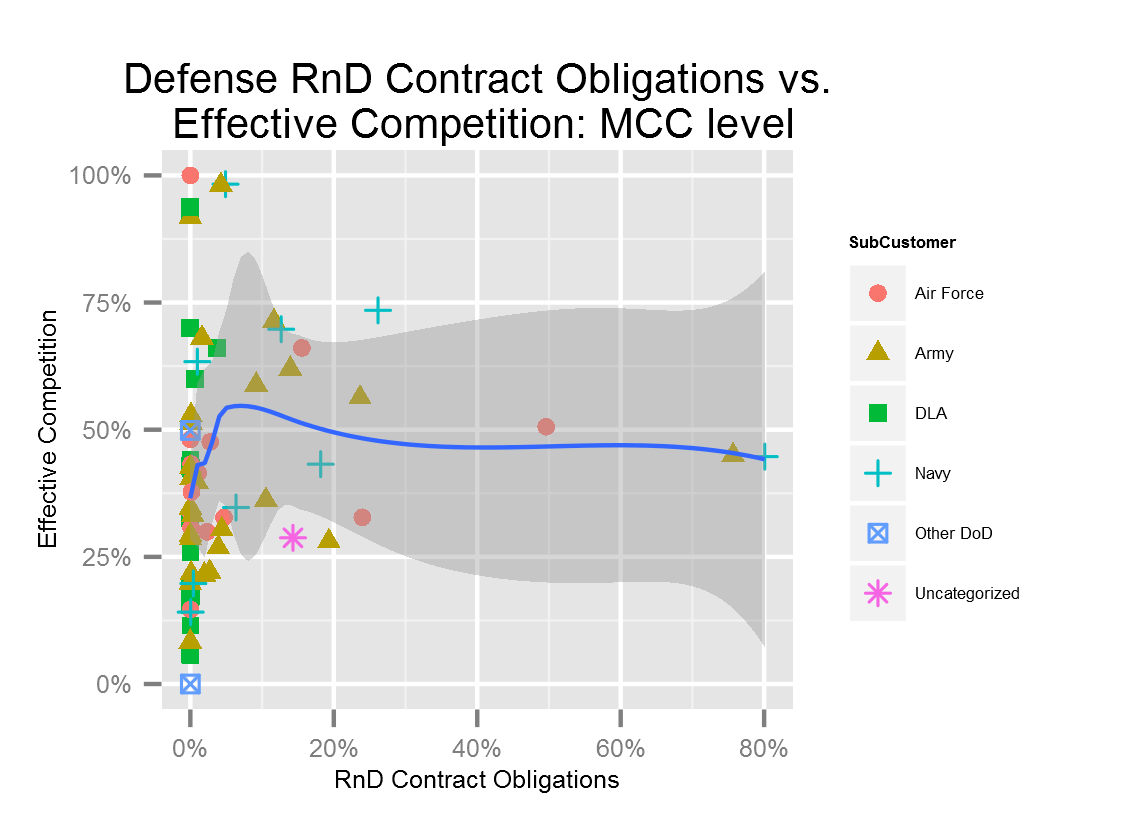 Defense RnD Contract Obligations vs.
Effective Competition: MCC level
100%
75%
50%
25%
0%
Effective Competition
0%
20%
40%
60%
80%
RnD Contract Obligations
SubCustomer
Air Force
Army
DLA
Navy
Other DoD
Uncategorized